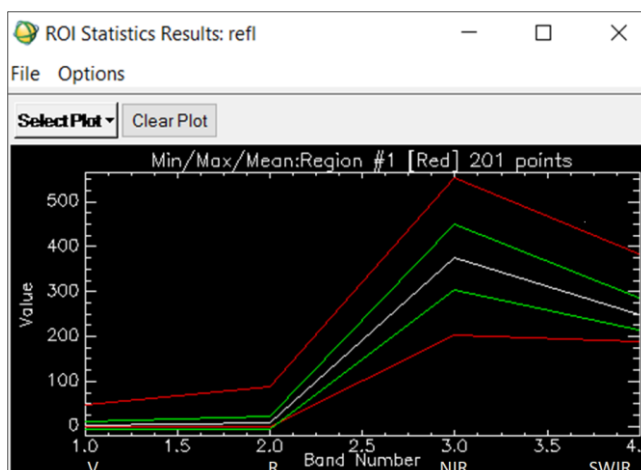 ROI Statistics Results: refl
File Options
Select Plot Clear Plot
Min/Max/Mean:Region #1 [Red] 201 points
500
400
300
200
100
0
Value
1.0 1.5 2.0 2.5 3.0 3.5 4.
V R Band Number NIR SWIR